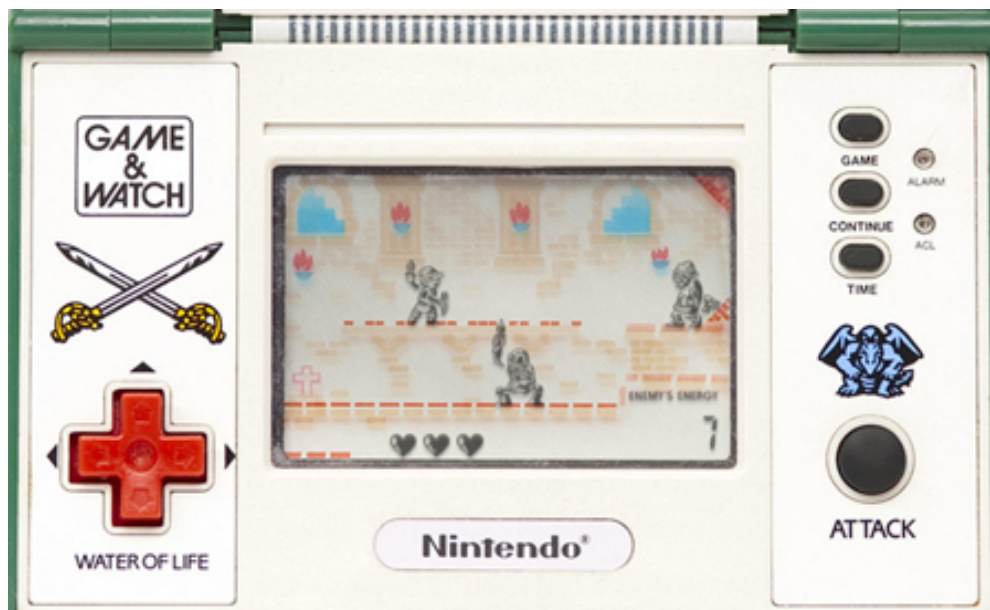 GAME
&
WATCH
WATER OF LIFE
ENEMY'S ENERGY
7
Nintendo®
GAME
ALARM
CONTINUE
ACL
TIME
ATTACK